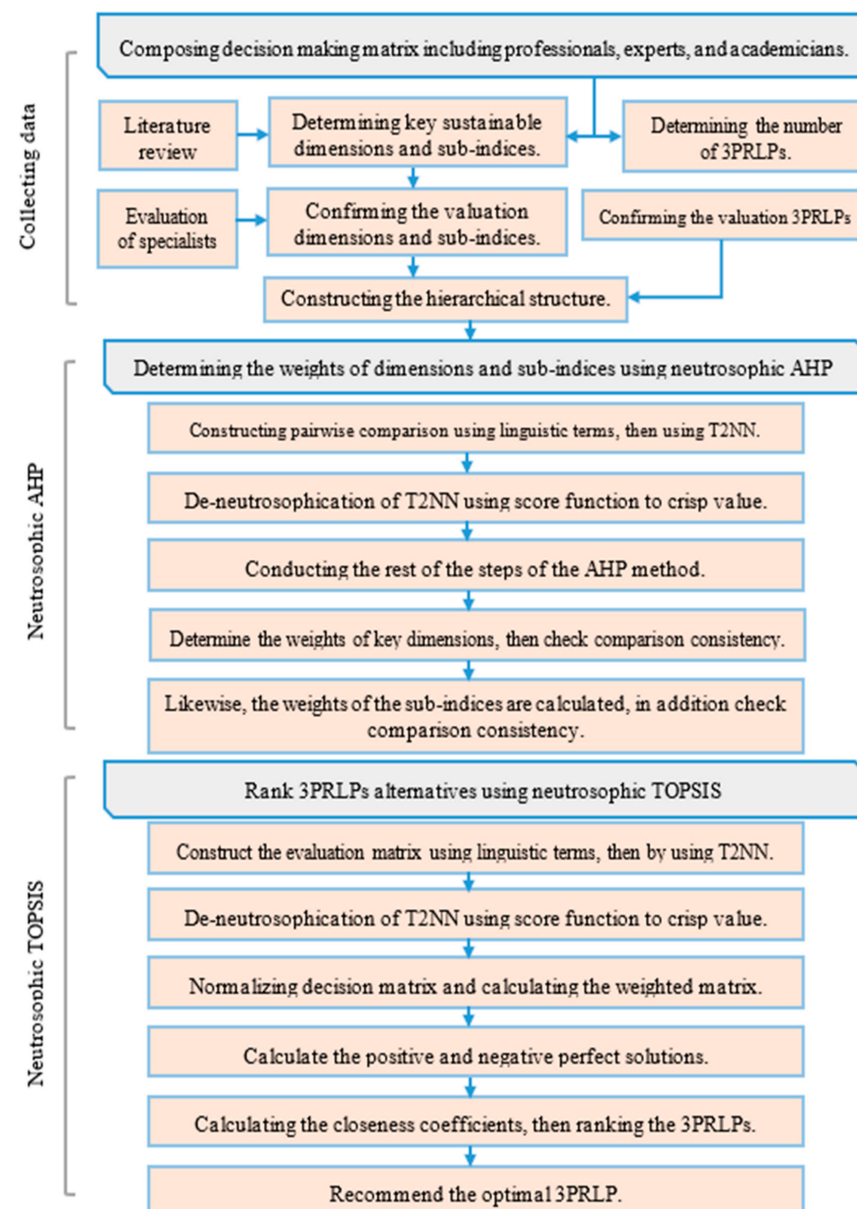 Collecting data
Composing decision making matrix including professionals, experts, and academicians.
Literature
review
Determining key sustainable
dimensions and sub-indices.
Determining the number
of 3PRLPs.
Evaluation
of specialists
Confirming the valuation
dimensions and sub-indices.
Confirming the valuation 3PRLPs
Constructing the hierarchical structure.
Neutrosophic AHP
Determining the weights of dimensions and sub-indices using neutrosophic AHP
Constructing pairwise comparison using linguistic terms, then using T2NN.
De-neutrosophication of T2NN using score function to crisp value.
Conducting the rest of the steps of the AHP method.
Determine the weights of key dimensions, then check comparison consistency.
Likewise, the weights of the sub-indices are calculated, in addition check
comparison consistency.
Neutrosophic TOPSIS
Rank 3PRLPs alternatives using neutrosophic TOPSIS
Construct the evaluation matrix using linguistic terms, then by using T2NN.
De-neutrosophication of T2NN using score function to crisp value.
Normalizing decision matrix and calculating the weighted matrix.
Calculate the positive and negative perfect solutions.
Calculating the closeness coefficients, then ranking the 3PRLPs.
Recommend the optimal 3PRLP.